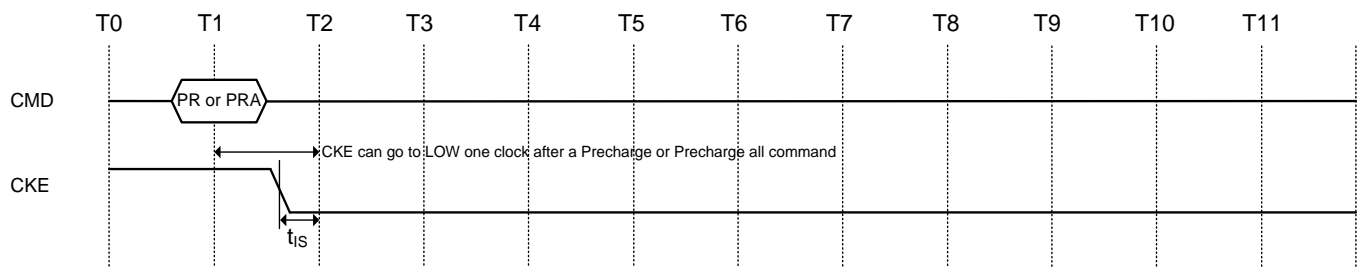 T0 T1 T2 T3 T4 T5 T6 T7 T8 T9 T10 T11
CMD PR or PRA
CKE can go to LOW one clock after a Precharge or Precharge all command
CKE
tIS